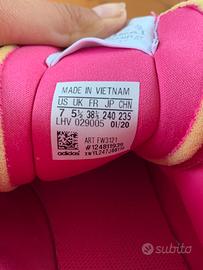 MADE IN VIETNAM
US UK FR JP CHN
7 5½ 38⅔ 240 235
LHV 029005 01/20
ART FW3121
#124811939
adidas
subito